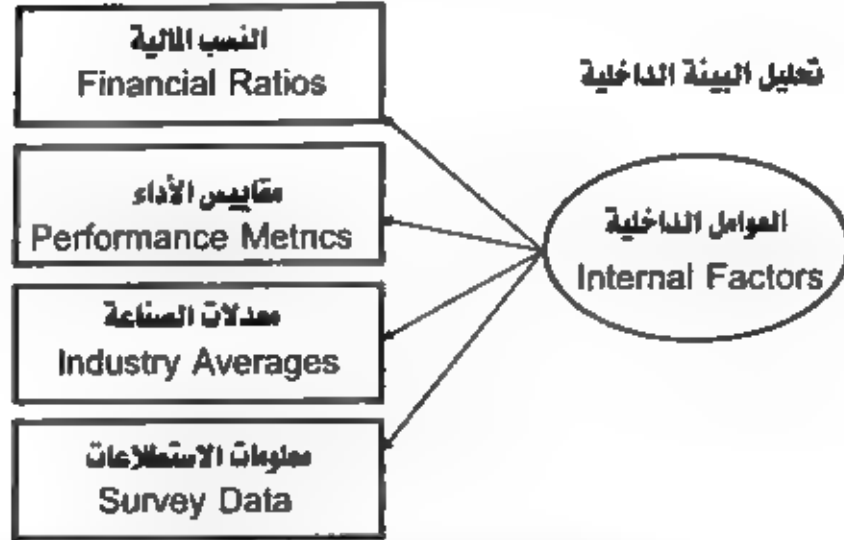 تحليل البيئة الداخلية
العوامل الداخلية
Internal Factors
النسب المالية
Financial Ratios
مقاييس الأداء
Performance Metrics
معدلات الصناعة
Industry Averages
معلومات الاستطلاعات
Survey Data